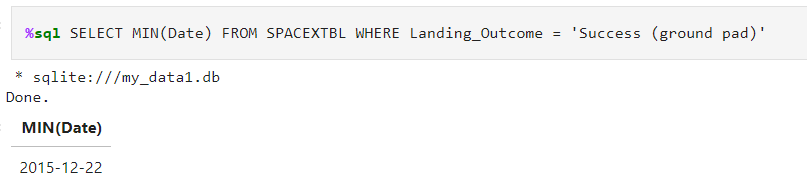 %sql SELECT MIN(Date) FROM SPACEXTBL WHERE Landing_Outcome = 'Success (ground pad)'
* sqlite:///my_data1.db
Done.
MIN(Date)
2015-12-22